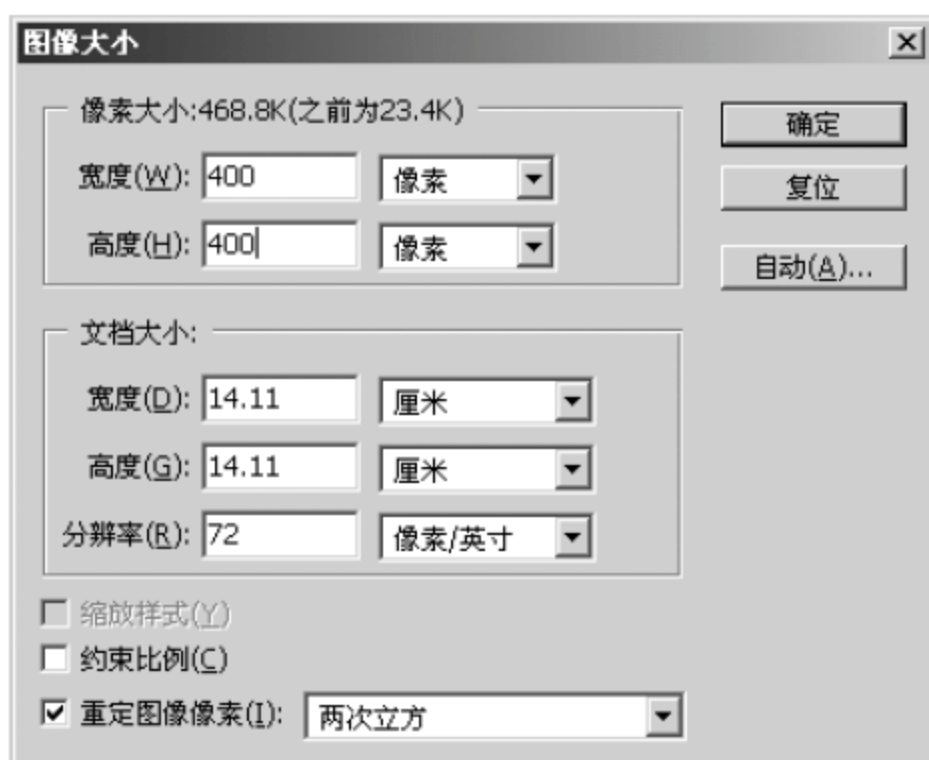 图像大小
像素大小:468.8K(之前为23.4K)
宽度(W): 400 像素
高度(H): 400 像素
确定
复位
自动(A)...
文档大小:
宽度(D): 14.11 厘米
高度(G): 14.11 厘米
分辨率(R): 72 像素/英寸
缩放样式(Y)
约束比例(C)
重定图像像素(I): 两次立方